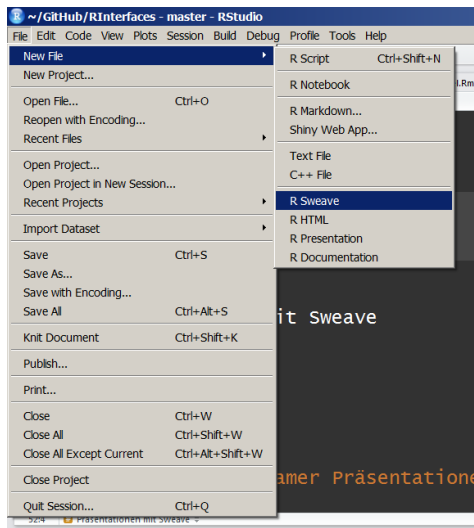 ~/GitHub/RInterfaces - master - RStudio
File Edit Code View Plots Session Build Debug Profile Tools Help
New File
New Project...
Open File... Ctrl+O
Reopen with Encoding...
Recent Files
Open Project...
Open Project in New Session...
Recent Projects
Import Dataset
Save Ctrl+S
Save As...
Save with Encoding...
Save All Ctrl+Alt+S
Knit Document Ctrl+Shift+K
Publish...
Print...
Close Ctrl+W
Close All Ctrl+Shift+W
Close All Except Current Ctrl+Alt+Shift+W
Close Project
Quit Session... Ctrl+Q
R Script Ctrl+Shift+N
R Notebook
R Markdown...
Shiny Web App...
Text File
C++ File
R Sweave
R HTML
R Presentation
R Documentation
l.Rm
it Sweave
amer Präsentatione
52:4 Präsentationen mit Sweave